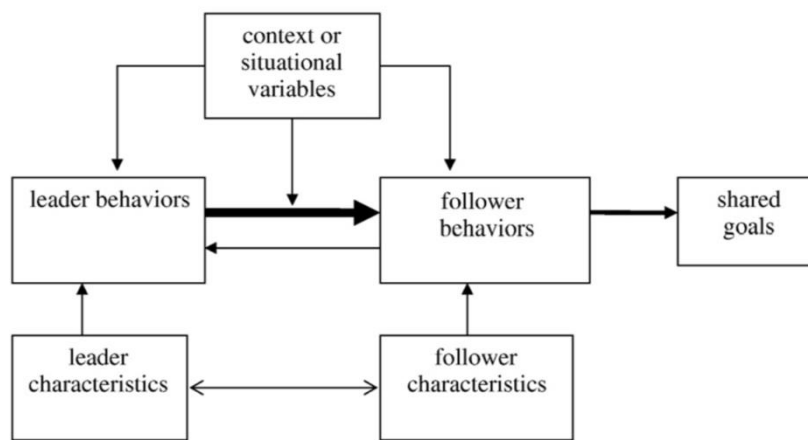 context or
situational
variables
leader behaviors
follower
behaviors
shared
goals
leader
characteristics
follower
characteristics